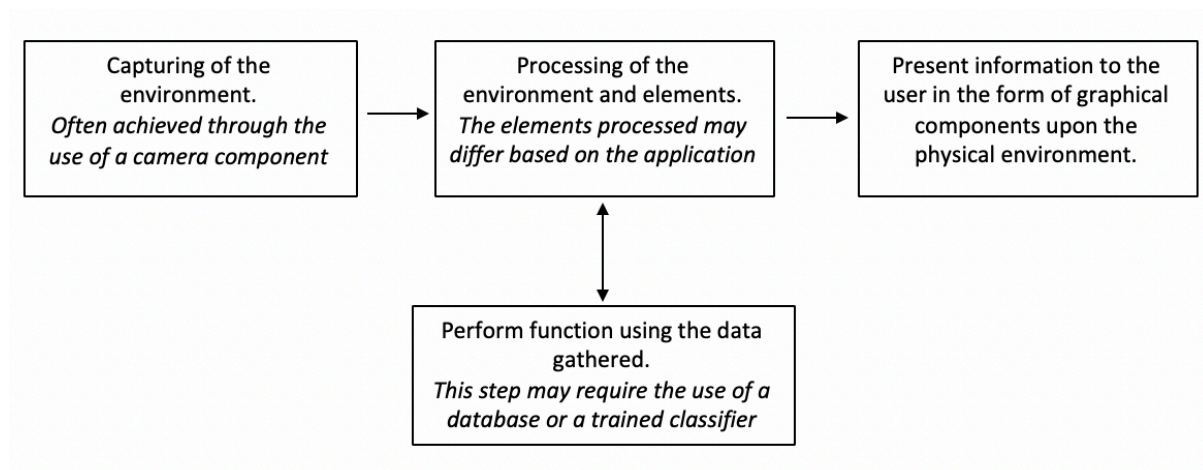 Capturing of the
environment.
Often achieved through the
use of a camera component
Processing of the
environment and elements.
The elements processed may
differ based on the application
Present information to the
user in the form of graphical
components upon the
physical environment.
Perform function using the data
gathered.
This step may require the use of a
database or a trained classifier